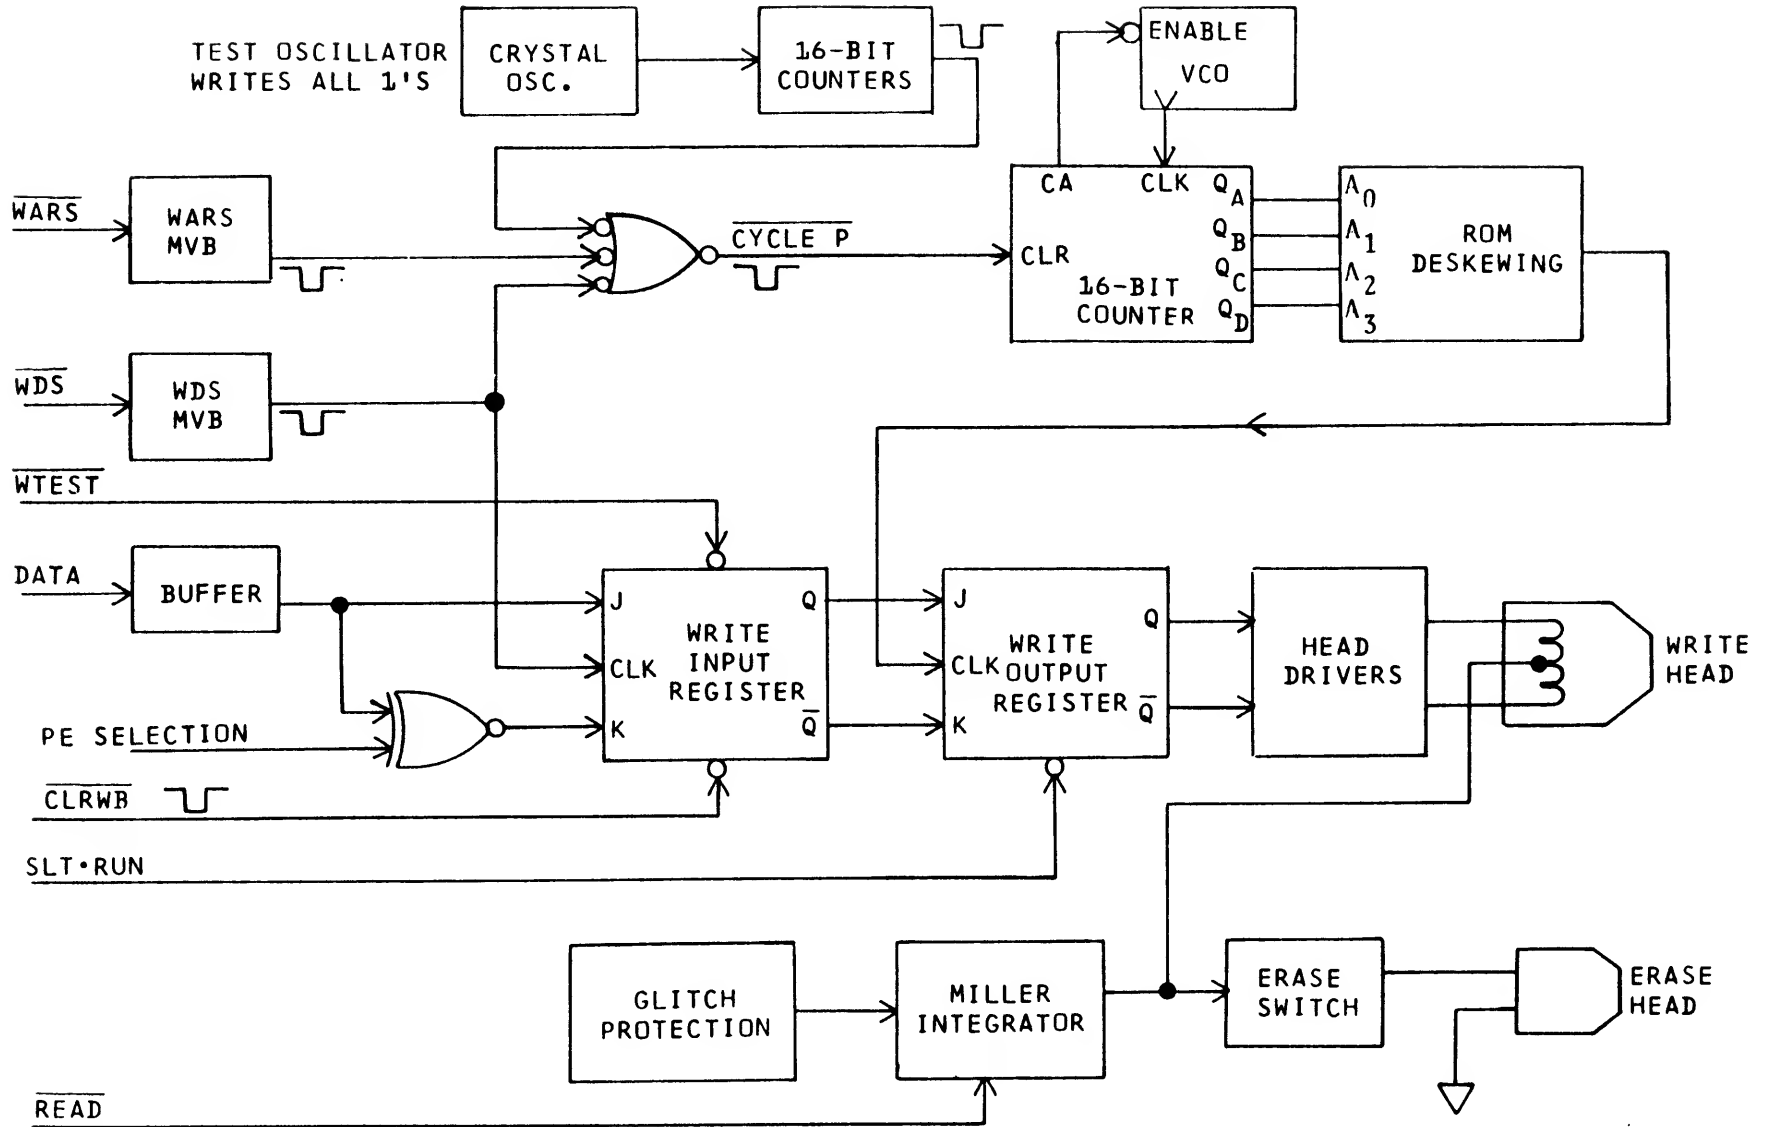 TEST OSCILLATOR
WRITES ALL 1'S
CRYSTAL
OSC.
16-BIT
COUNTERS
ENABLE
VCO
WARS
WARS
MVB
CYCLE P
CA
CLK
CLR
16-BIT
COUNTER
QA
QB
QC
QD
A0
A1
A2
A3
ROM
DESKEWING
WDS
WDS
MVB
WTEST
DATA
BUFFER
PE SELECTION
CLRWB
SLT•RUN
J
CLK
K
WRITE
INPUT
REGISTER
Q
Q̅
J
CLK
K
WRITE
OUTPUT
REGISTER
Q
Q̅
HEAD
DRIVERS
WRITE
HEAD
GLITCH
PROTECTION
MILLER
INTEGRATOR
ERASE
SWITCH
ERASE
HEAD
READ